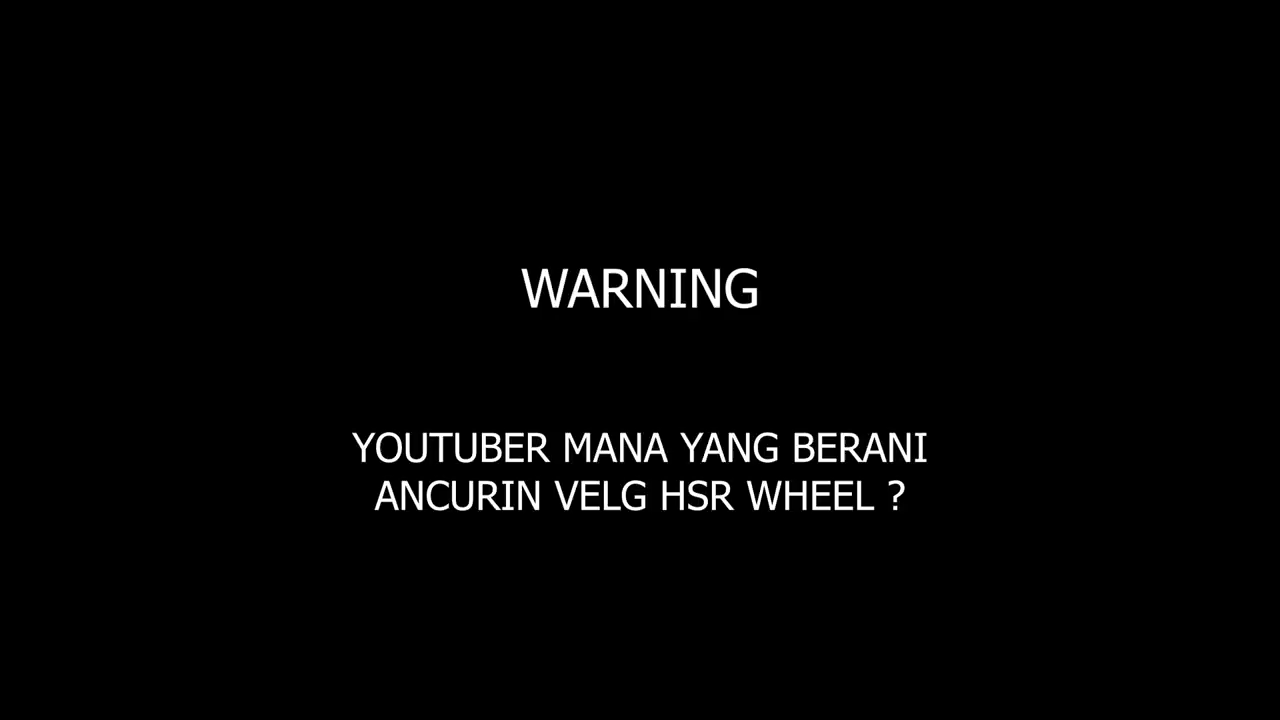 WARNING
YOUTUBER MANA YANG BERANI
ANCURIN VELG HSR WHEEL ?